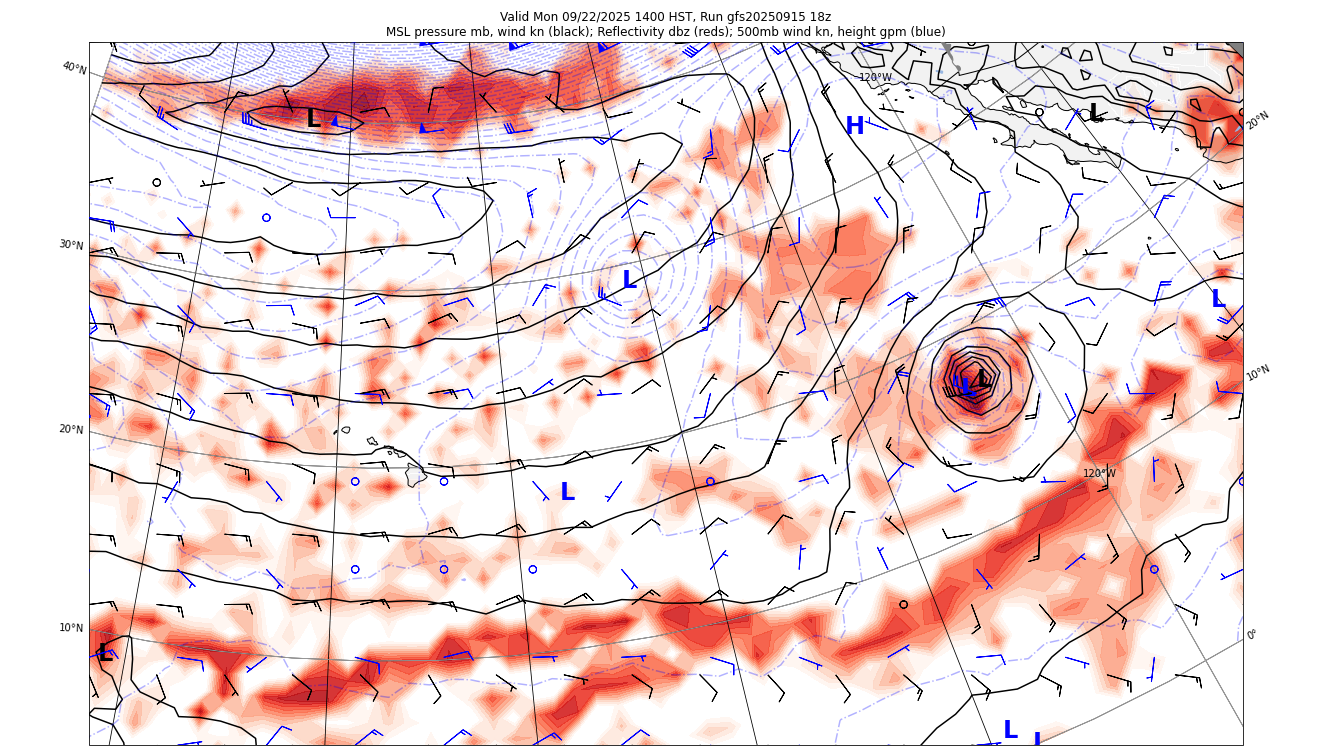 Valid Mon 09/22/2025 1400 HST, Run gfs20250915 18z
MSL pressure mb, wind kn (black); Reflectivity dbz (reds); 500mb wind kn, height gpm (blue)
40°N
120°W
H
L
L
20°N
30°N
L
L
10°N
L
L
L
20°N
L
120°W
10°N
0°
L
L
L